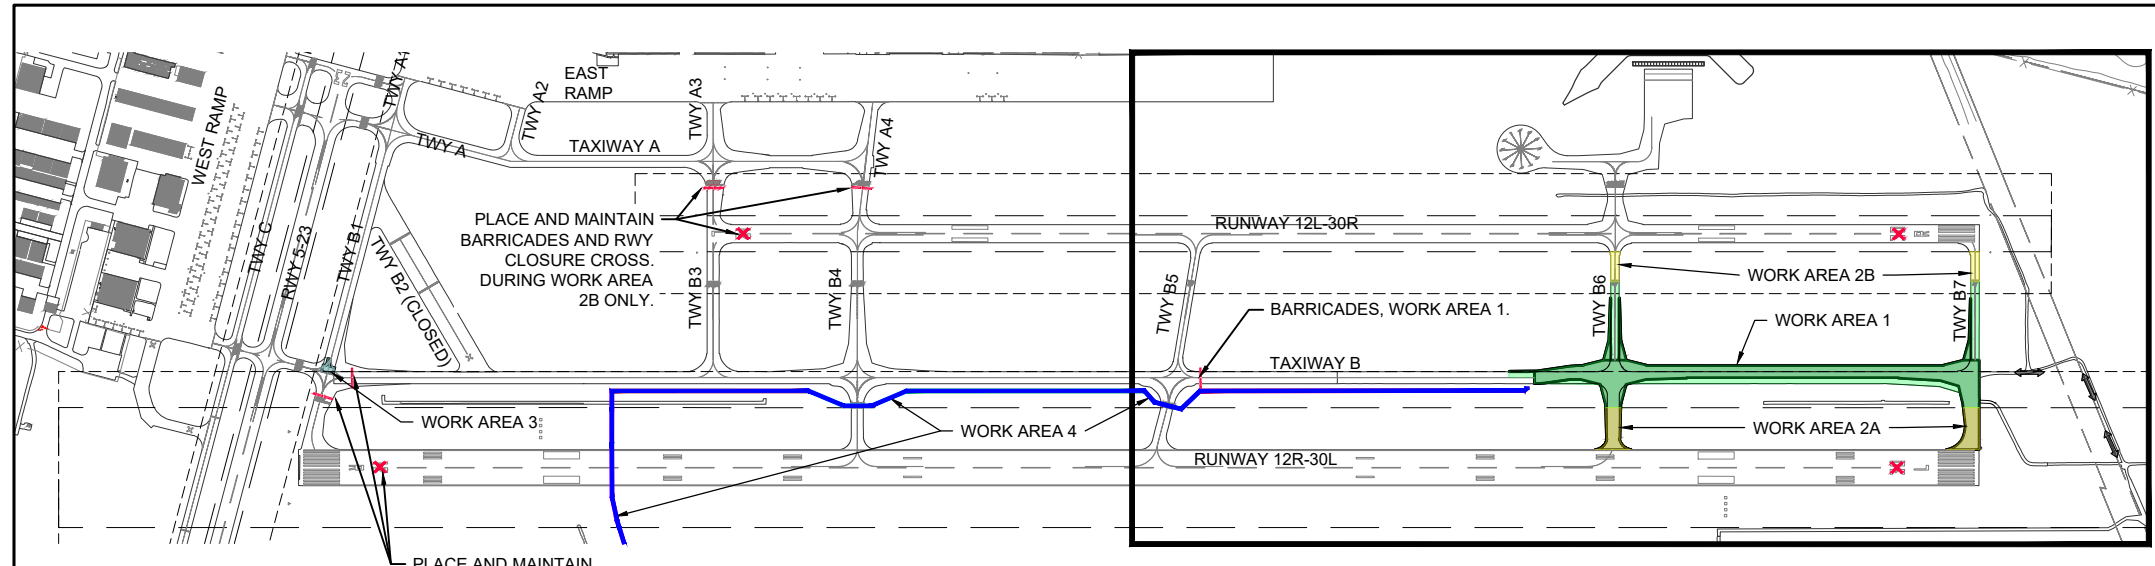 EAST
RAMP
TWY A1
TWY A2
TWY A3
TWY A4
WEST RAMP
23
TWY A
TAXIWAY A
PLACE AND MAINTAIN
BARRICADES AND RWY
CLOSURE CROSS.
DURING WORK AREA
2B ONLY.
RUNWAY 12L-30R
TWY C
RWY 5-23
TWY B1
TWY B2 (CLOSED)
TWY B3
TWY B4
TWY B5
TWY B6
TWY B7
WORK AREA 2B
BARRICADES, WORK AREA 1.
WORK AREA 1
TAXIWAY B
WORK AREA 3
WORK AREA 4
WORK AREA 2A
RUNWAY 12R-30L
PLACE AND MAINTAIN